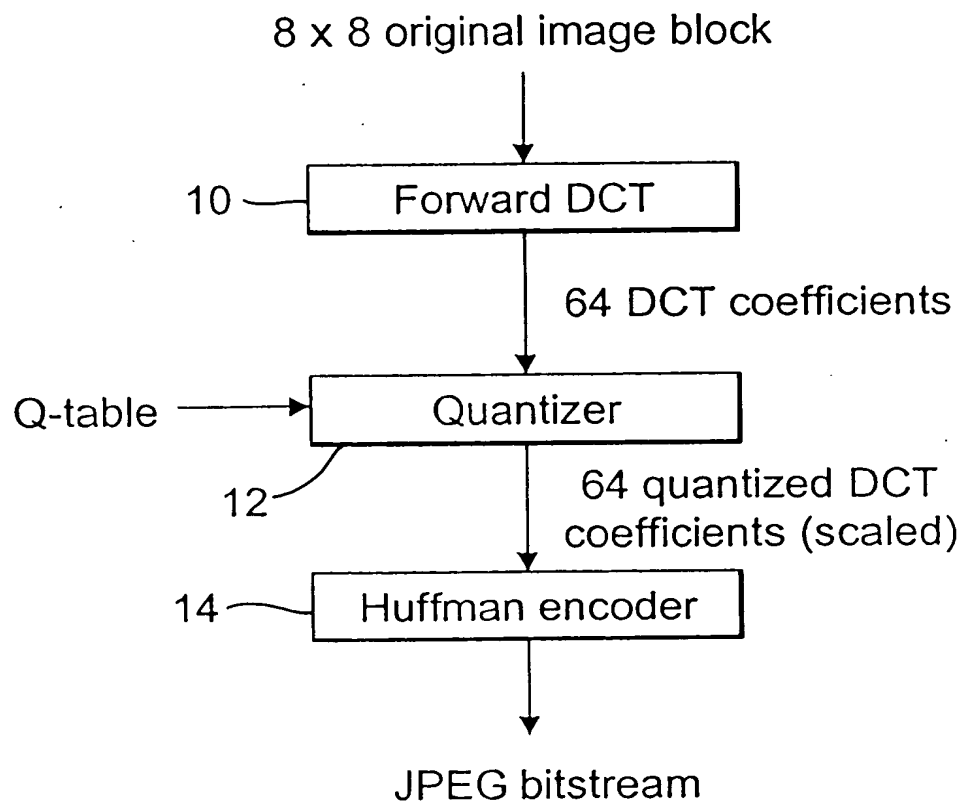 8 x 8 original image block
10
Forward DCT
64 DCT coefficients
Q-table
Quantizer
12
64 quantized DCT
coefficients (scaled)
14
Huffman encoder
JPEG bitstream